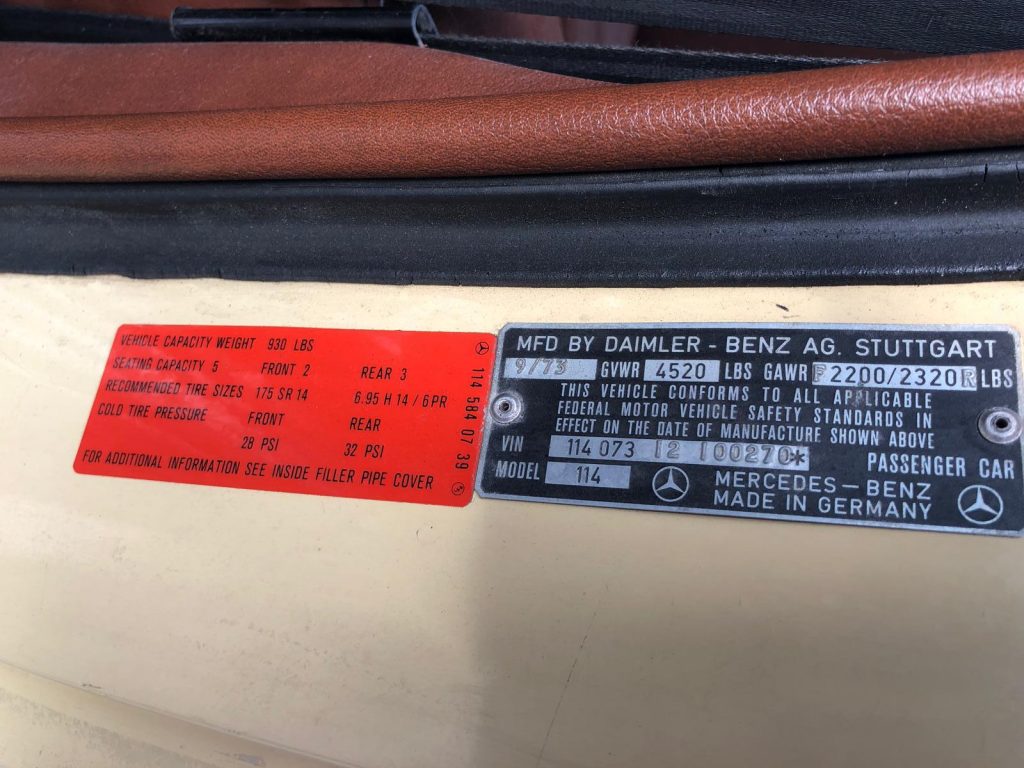 VEHICLE CAPACITY WEIGHT 930 LBS
SEATING CAPACITY 5 FRONT 2 REAR 3
RECOMMENDED TIRE SIZES 175 SR 14 6.95 H 14 / 6 PR
COLD TIRE PRESSURE FRONT REAR
28 PSI 32 PSI
FOR ADDITIONAL INFORMATION SEE INSIDE FILLER PIPE COVER
114 584 07 39
MFD BY DAIMLER - BENZ AG. STUTTGART
9/73 GVWR 4520 LBS GAWR F2200/2320R LBS
THIS VEHICLE CONFORMS TO ALL APPLICABLE
FEDERAL MOTOR VEHICLE SAFETY STANDARDS IN
EFFECT ON THE DATE OF MANUFACTURE SHOWN ABOVE
VIN 114 073 12 100270* PASSENGER CAR
MODEL 114 MERCEDES - BENZ
MADE IN GERMANY